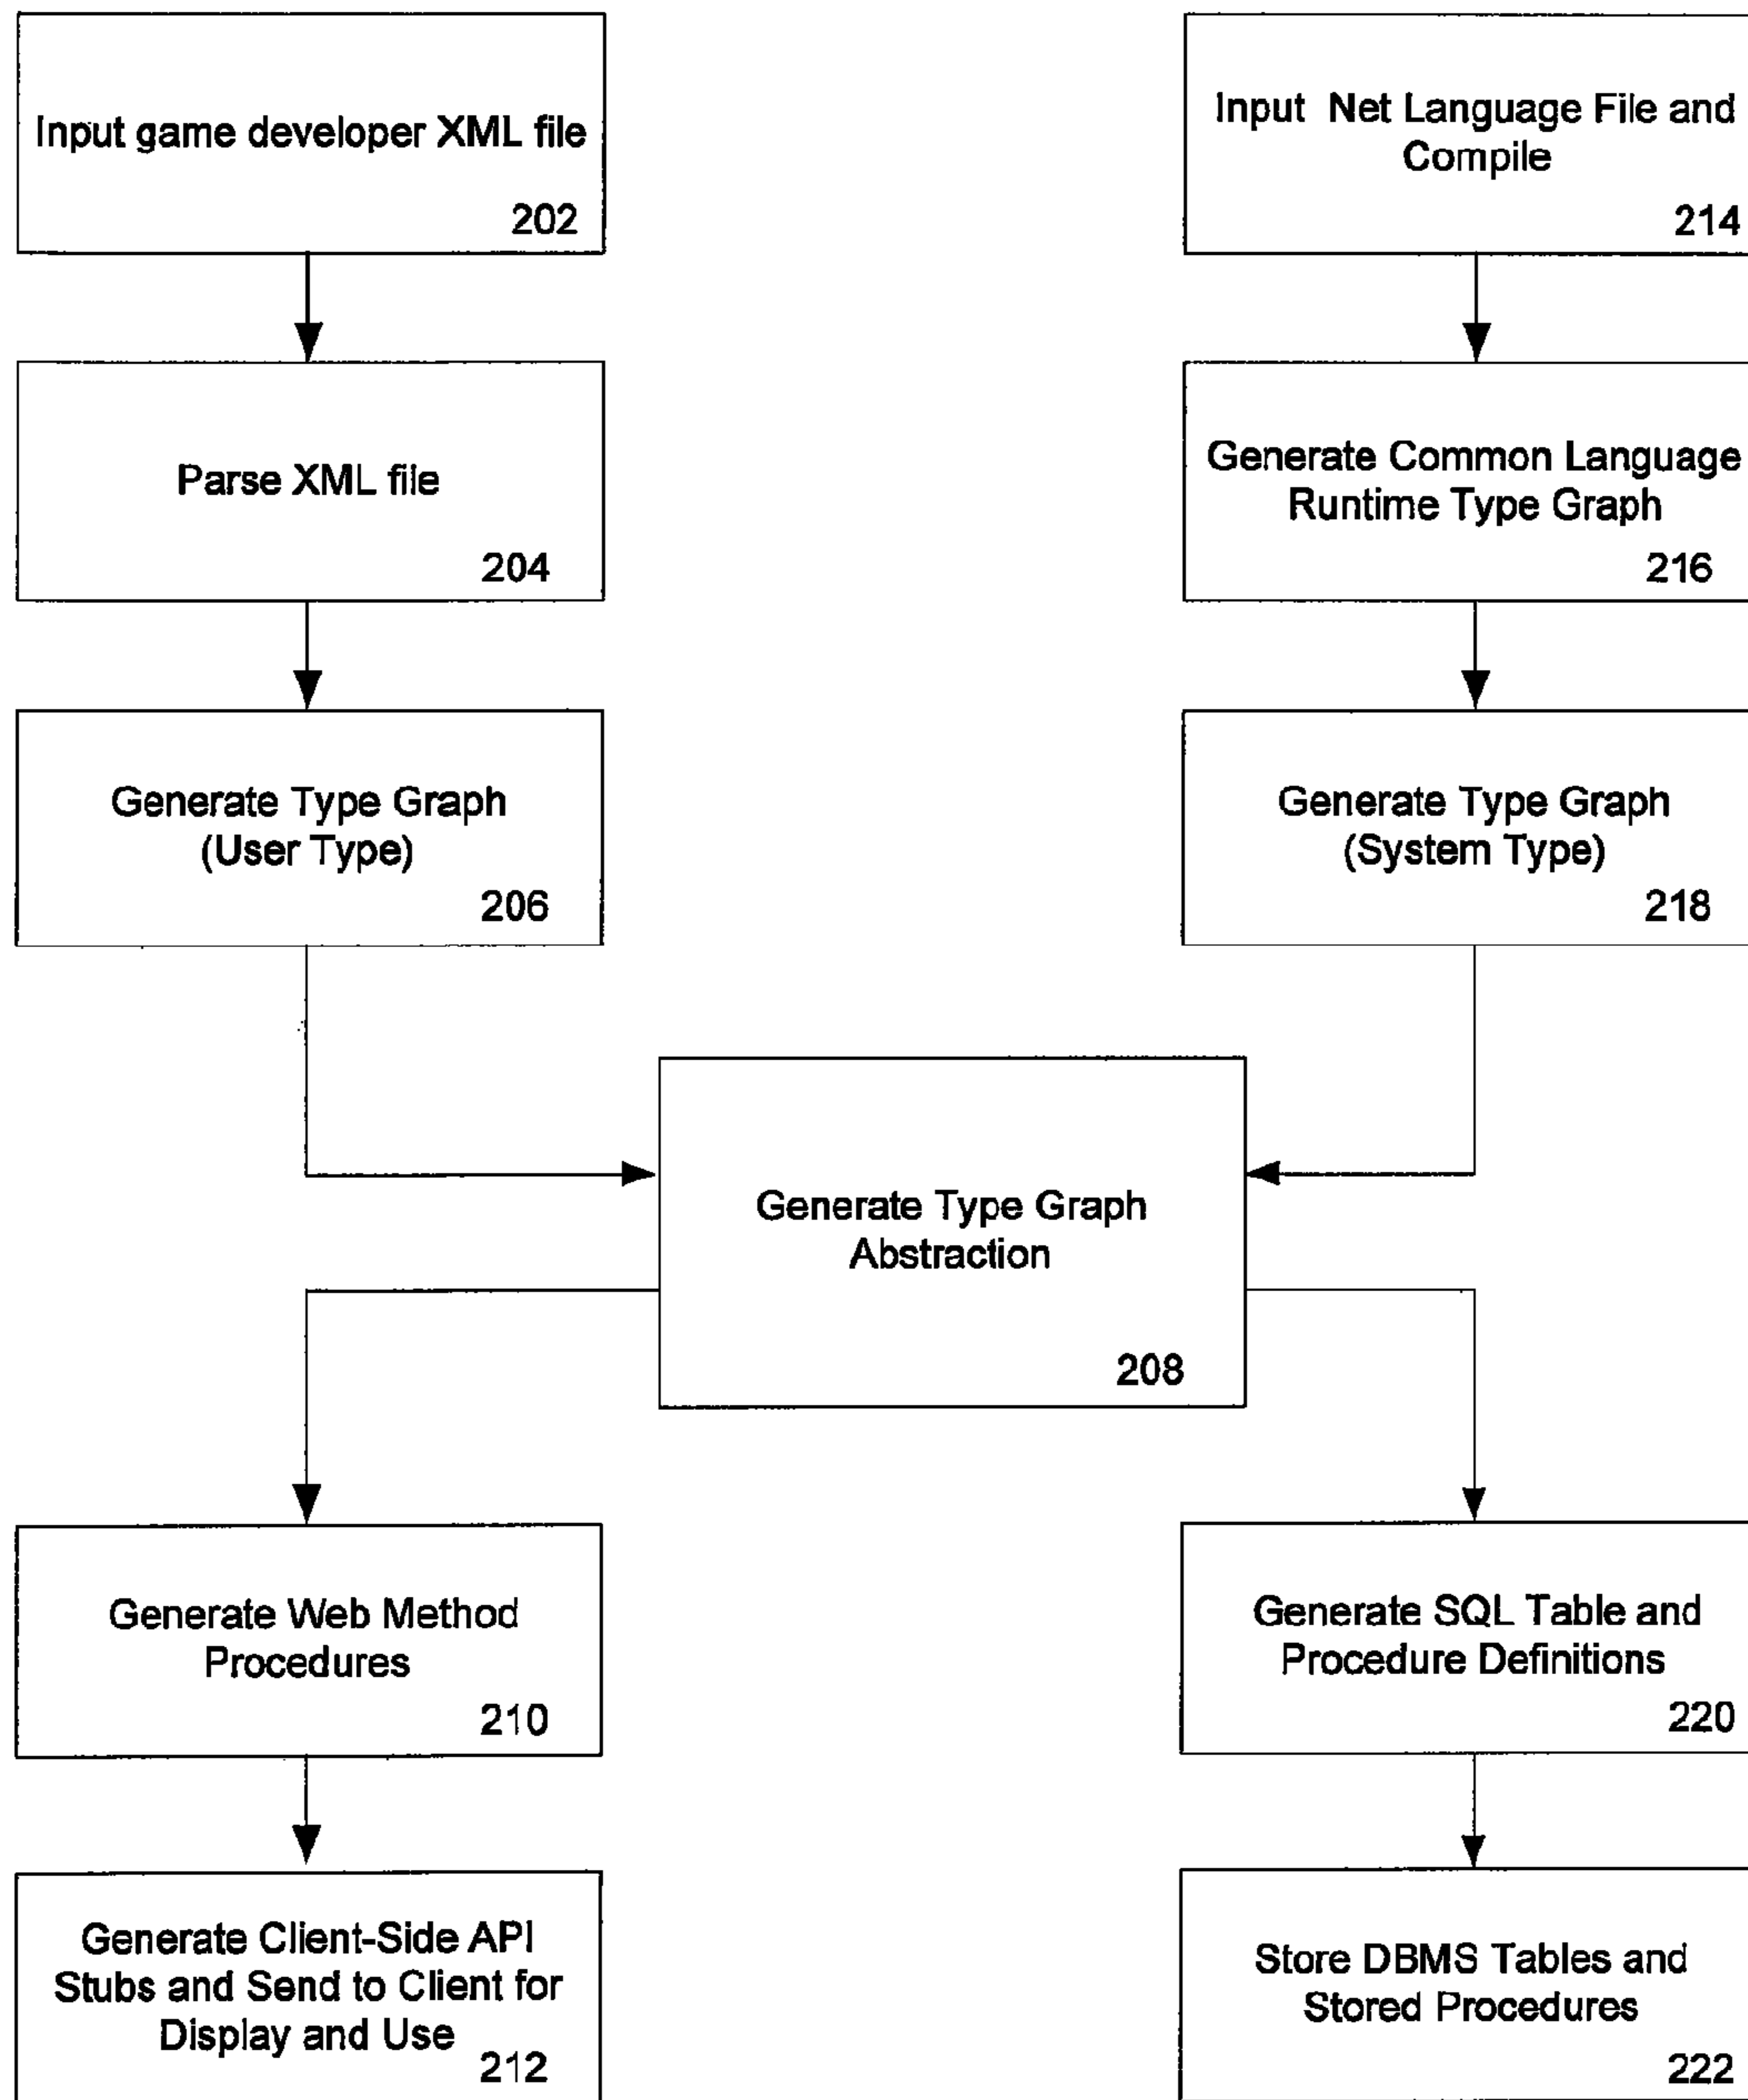 Input game developer XML file
202
Input Net Language File and
Compile
214
Parse XML file
204
Generate Common Language
Runtime Type Graph
216
Generate Type Graph
(User Type)
206
Generate Type Graph
(System Type)
218
Generate Type Graph
Abstraction
208
Generate Web Method
Procedures
210
Generate SQL Table and
Procedure Definitions
220
Generate Client-Side API
Stubs and Send to Client for
Display and Use
212
Store DBMS Tables and
Stored Procedures
222